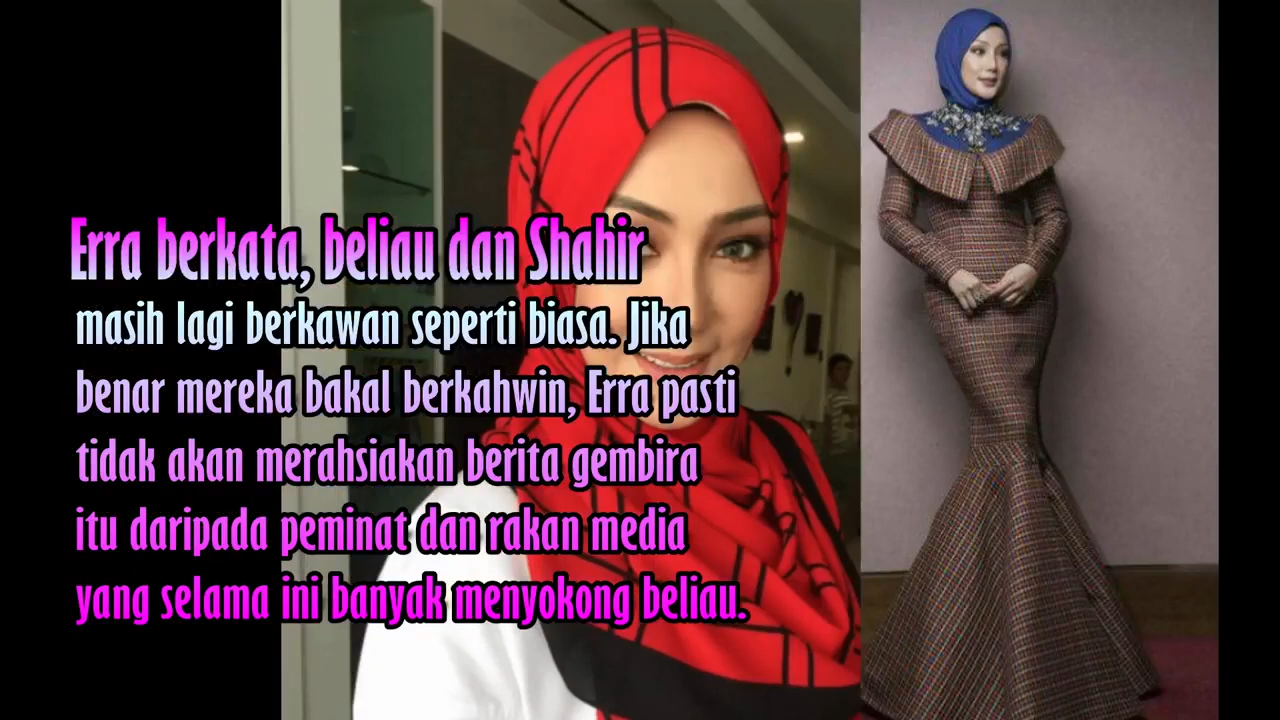 Erra berkata, beliau dan Shahir
masih lagi berkawan seperti biasa. Jika
benar mereka bakal berkahwin, Erra pasti
tidak akan merahsiakan berita gembira
itu daripada peminat dan rakan media
yang selama ini banyak menyokong beliau.